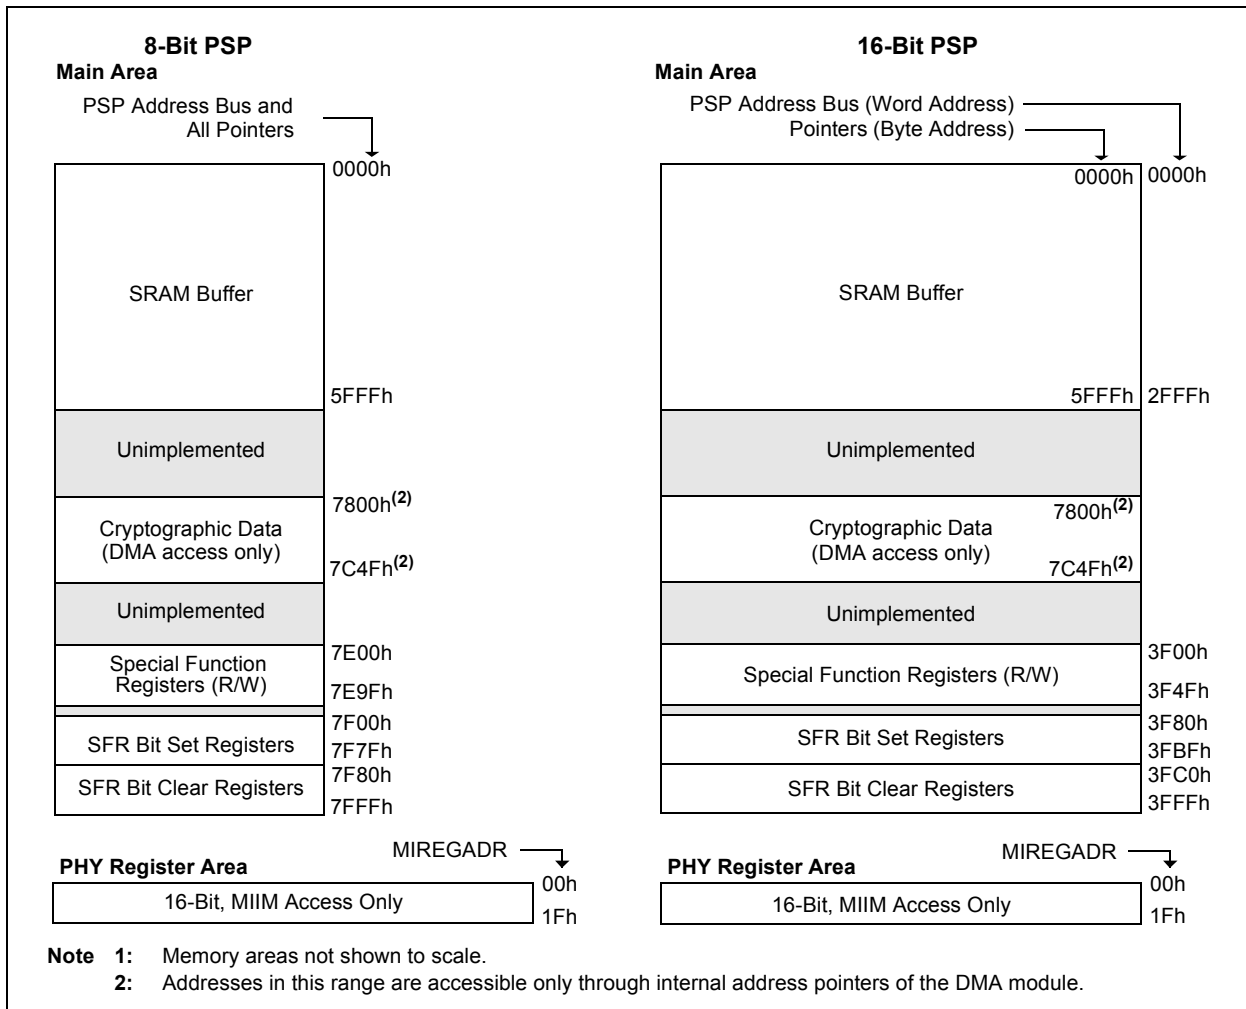 8-Bit PSP
Main Area
PSP Address Bus and
All Pointers
0000h
SRAM Buffer
5FFFh
Unimplemented
7800h(2)
Cryptographic Data
(DMA access only)
7C4Fh(2)
Unimplemented
7E00h
Special Function
Registers (R/W)
7E9Fh
7F00h
SFR Bit Set Registers
7F7Fh
7F80h
SFR Bit Clear Registers
7FFFh
PHY Register Area
MIREGADR
00h
16-Bit, MIIM Access Only
1Fh
16-Bit PSP
Main Area
PSP Address Bus (Word Address)
Pointers (Byte Address)
0000h 0000h
SRAM Buffer
5FFFh 2FFFh
Unimplemented
7800h(2)
Cryptographic Data
(DMA access only)
7C4Fh(2)
Unimplemented
3F00h
Special Function Registers (R/W)
3F4Fh
3F80h
SFR Bit Set Registers
3FBFh
3FC0h
SFR Bit Clear Registers
3FFFh
PHY Register Area
MIREGADR
00h
16-Bit, MIIM Access Only
1Fh
Note 1: Memory areas not shown to scale.
2: Addresses in this range are accessible only through internal address pointers of the DMA module.